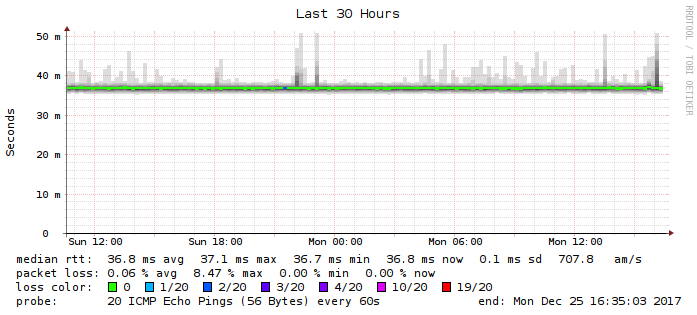 Last 30 Hours
RRDTOOL / TOBI OETIKER
Seconds
50 m
40 m
30 m
20 m
10 m
0
Sun 12:00 Sun 18:00 Mon 00:00 Mon 06:00 Mon 12:00
median rtt: 36.8 ms avg 37.1 ms max 36.7 ms min 36.8 ms now 0.1 ms sd 707.8 am/s
packet loss: 0.06 % avg 8.47 % max 0.00 % min 0.00 % now
loss color: 0 1/20 2/20 3/20 4/20 10/20 19/20
probe: 20 ICMP Echo Pings (56 Bytes) every 60s end: Mon Dec 25 16:35:03 2017